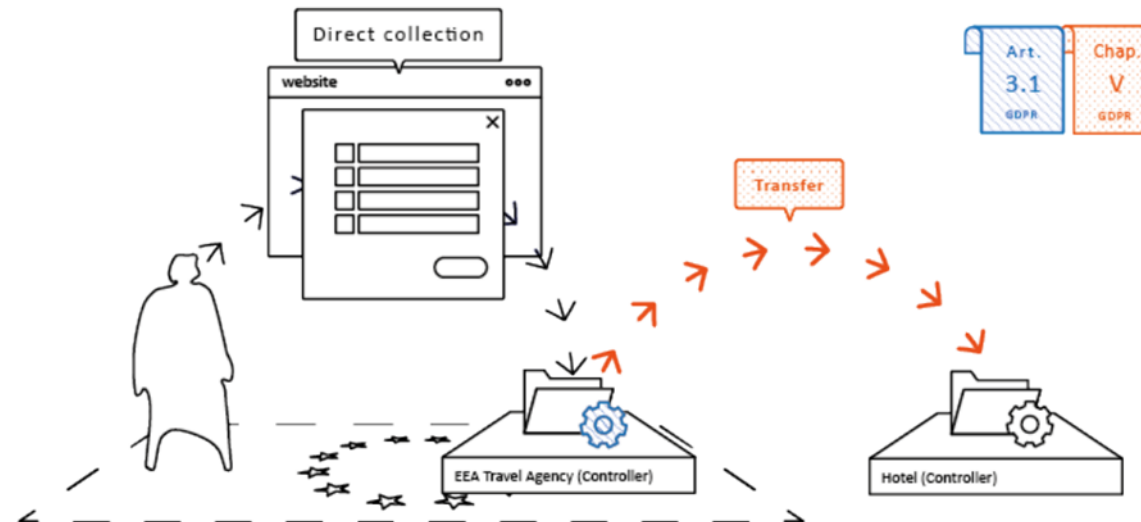 Direct collection
website
Art.
3.1
GDPR
Chap.
V
GDPR
Transfer
EEA Travel Agency (Controller)
Hotel (Controller)